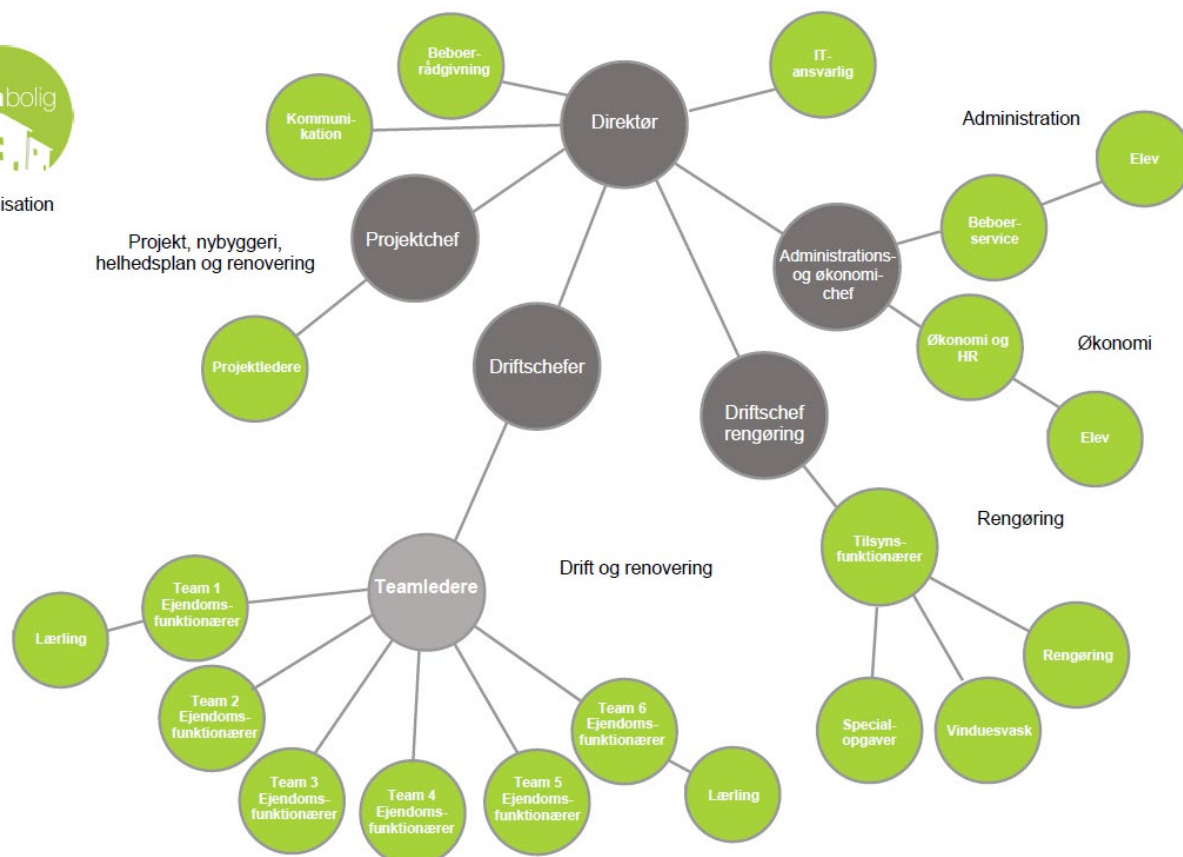 Beboer-
rådgivning
IT-
ansvarlig
bolig
Kommuni-
kation
Direktør
Administration
Elev
Projekt, nybyggeri,
helhedsplan og renovering
Projektchef
Beboer-
service
Administrations-
og økonomi-
chef
Projektledere
Driftschefer
Økonomi og
HR
Økonomi
Driftschef
rengøring
Elev
Rengøring
Tilsyns-
funktionærer
Drift og renovering
Teamledere
Team 1
Ejendoms-
funktionærer
Lærling
Rengøring
Team 2
Ejendoms-
funktionærer
Team 6
Ejendoms-
funktionærer
Special-
opgaver
Vinduesvask
Team 3
Ejendoms-
funktionærer
Team 4
Ejendoms-
funktionærer
Team 5
Ejendoms-
funktionærer
Lærling